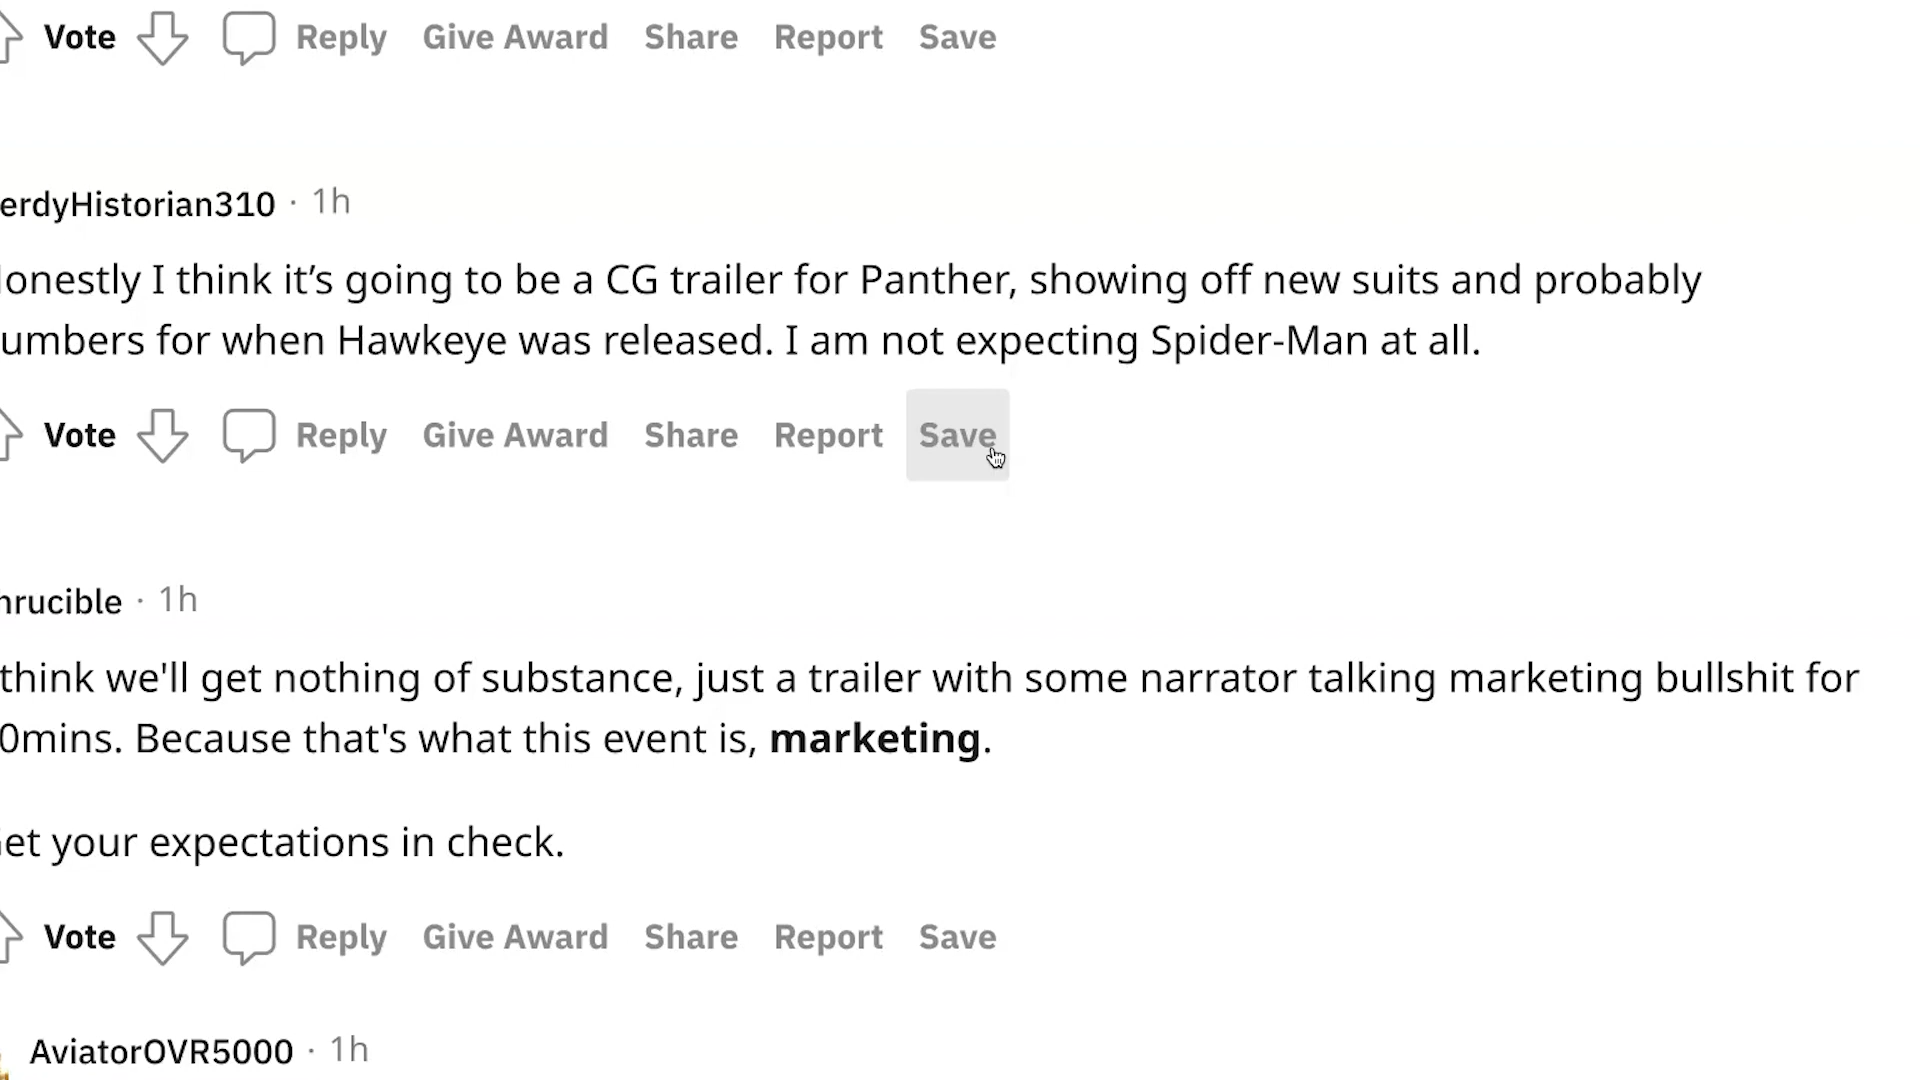 Vote Reply Give Award Share Report Save
erdyHistorian310 · 1h
onestly I think it’s going to be a CG trailer for Panther, showing off new suits and probably
umbers for when Hawkeye was released. I am not expecting Spider-Man at all.
Vote Reply Give Award Share Report Save
hrucible · 1h
think we'll get nothing of substance, just a trailer with some narrator talking marketing bullshit for
0mins. Because that's what this event is, marketing.
et your expectations in check.
Vote Reply Give Award Share Report Save
AviatorOVR5000 · 1h